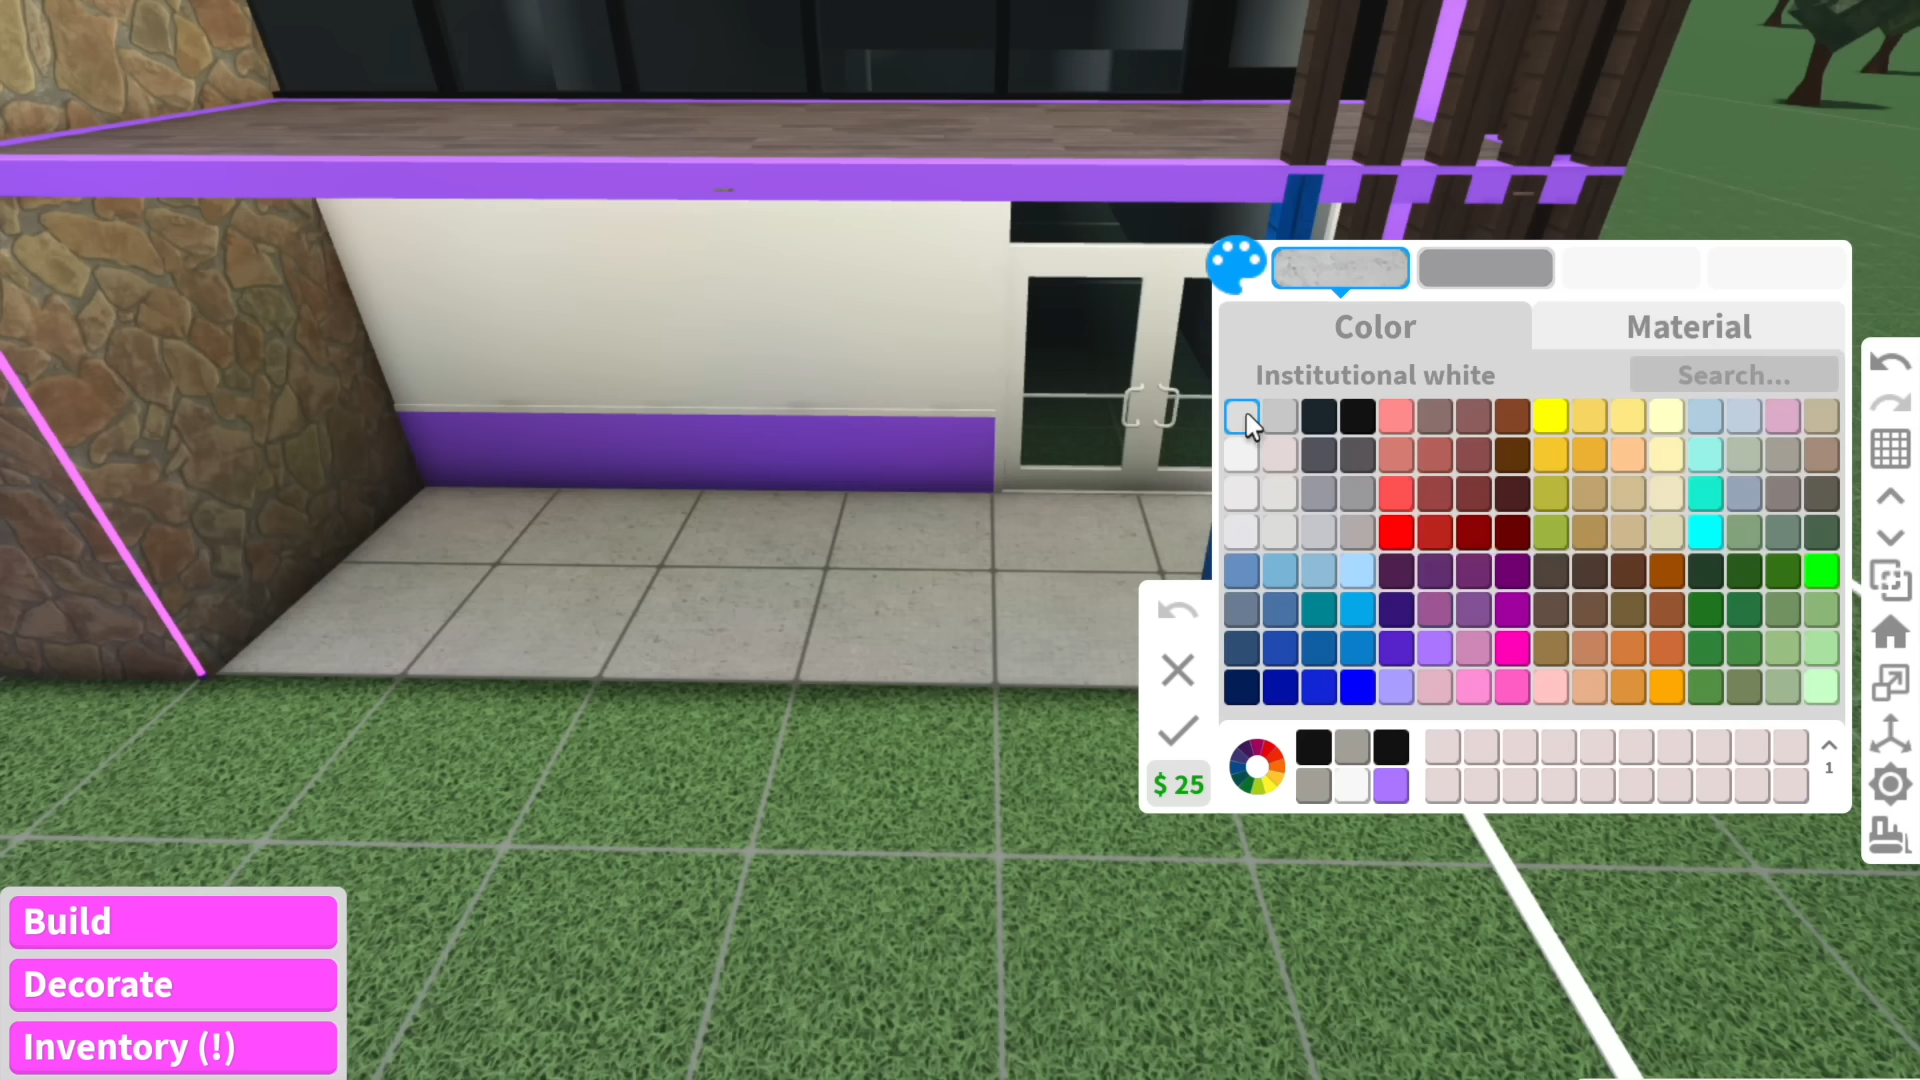 Color
Material
Institutional white
Search...
$ 25
1
Build
Decorate
Inventory (!)